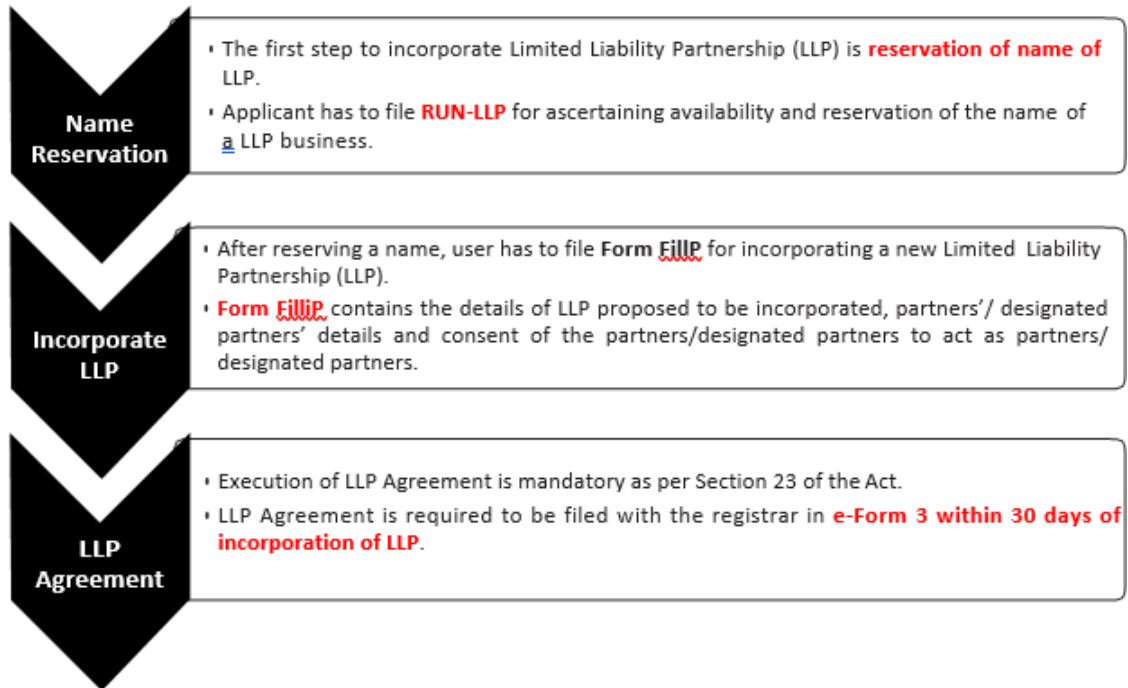 Name
Reservation
The first step to incorporate Limited Liability Partnership (LLP) is reservation of name of
LLP.
Applicant has to file RUN-LLP for ascertaining availability and reservation of the name of
a LLP business.
Incorporate
LLP
After reserving a name, user has to file Form FillP for incorporating a new Limited Liability
Partnership (LLP).
Form FilliP contains the details of LLP proposed to be incorporated, partners’/ designated
partners’ details and consent of the partners/designated partners to act as partners/
designated partners.
LLP
Agreement
Execution of LLP Agreement is mandatory as per Section 23 of the Act.
LLP Agreement is required to be filed with the registrar in e-Form 3 within 30 days of
incorporation of LLP.